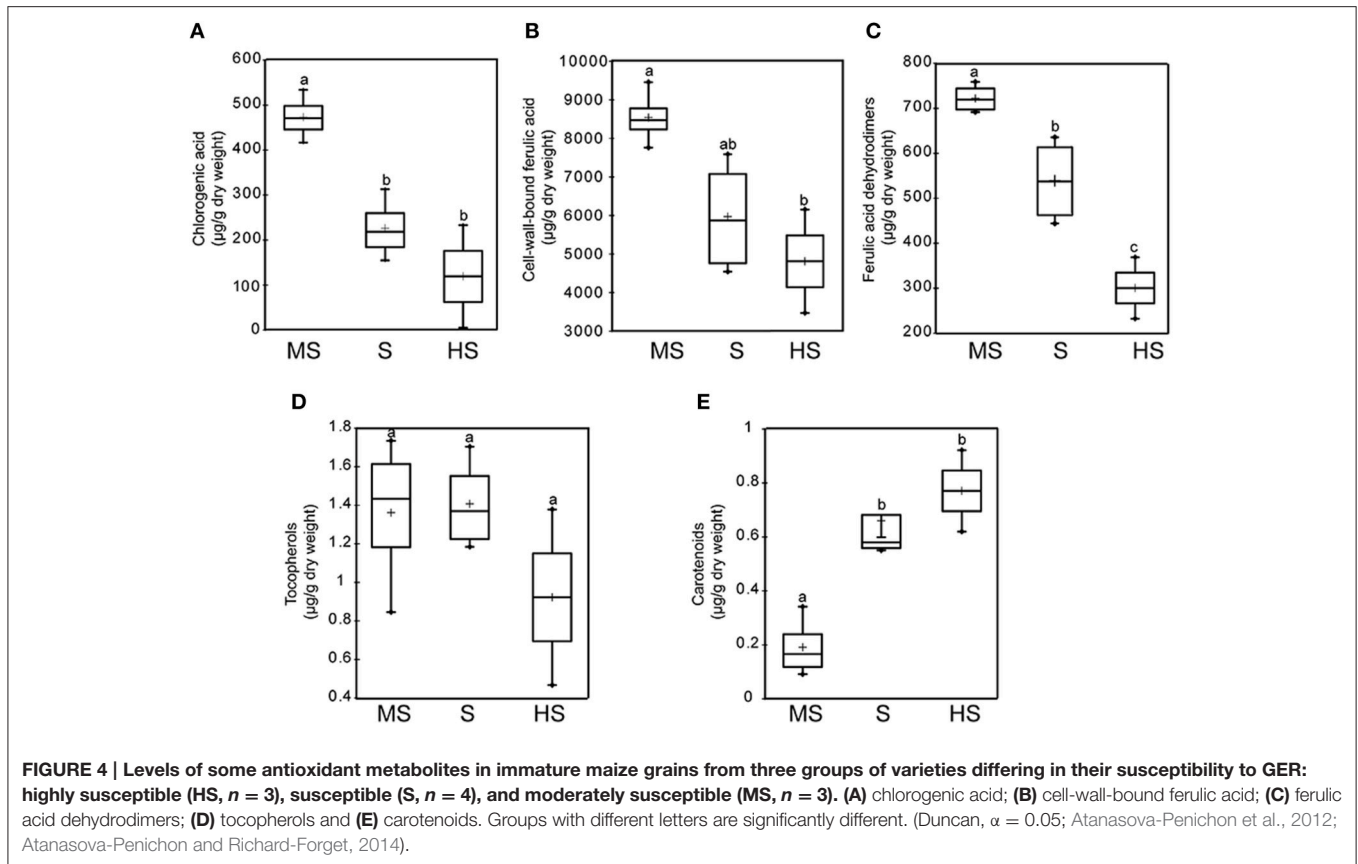 A
B
C
Chlorogenic acid
(µg/g dry weight)
600
500
400
300
200
100
0
a
b
b
MS S HS
Cell-wall-bound ferulic acid
(µg/g dry weight)
10000
9000
8000
7000
6000
5000
4000
3000
a
ab
b
MS S HS
Ferulic acid dehydrodimers
(µg/g dry weight)
800
700
600
500
400
300
200
a
b
c
MS S HS
D
E
Tocopherols
(µg/g dry weight)
1.8
1.6
1.4
1.2
1
0.8
0.6
0.4
a
a
a
MS S HS
Carotenoids
(µg/g dry weight)
1
0.8
0.6
0.4
0.2
0
a
b
b
MS S HS
FIGURE 4 | Levels of some antioxidant metabolites in immature maize grains from three groups of varieties differing in their susceptibility to GER:
highly susceptible (HS, n = 3), susceptible (S, n = 4), and moderately susceptible (MS, n = 3). (A) chlorogenic acid; (B) cell-wall-bound ferulic acid; (C) ferulic
acid dehydrodimers; (D) tocopherols and (E) carotenoids. Groups with different letters are significantly different. (Duncan, α = 0.05; Atanasova-Penichon et al., 2012;
Atanasova-Penichon and Richard-Forget, 2014).